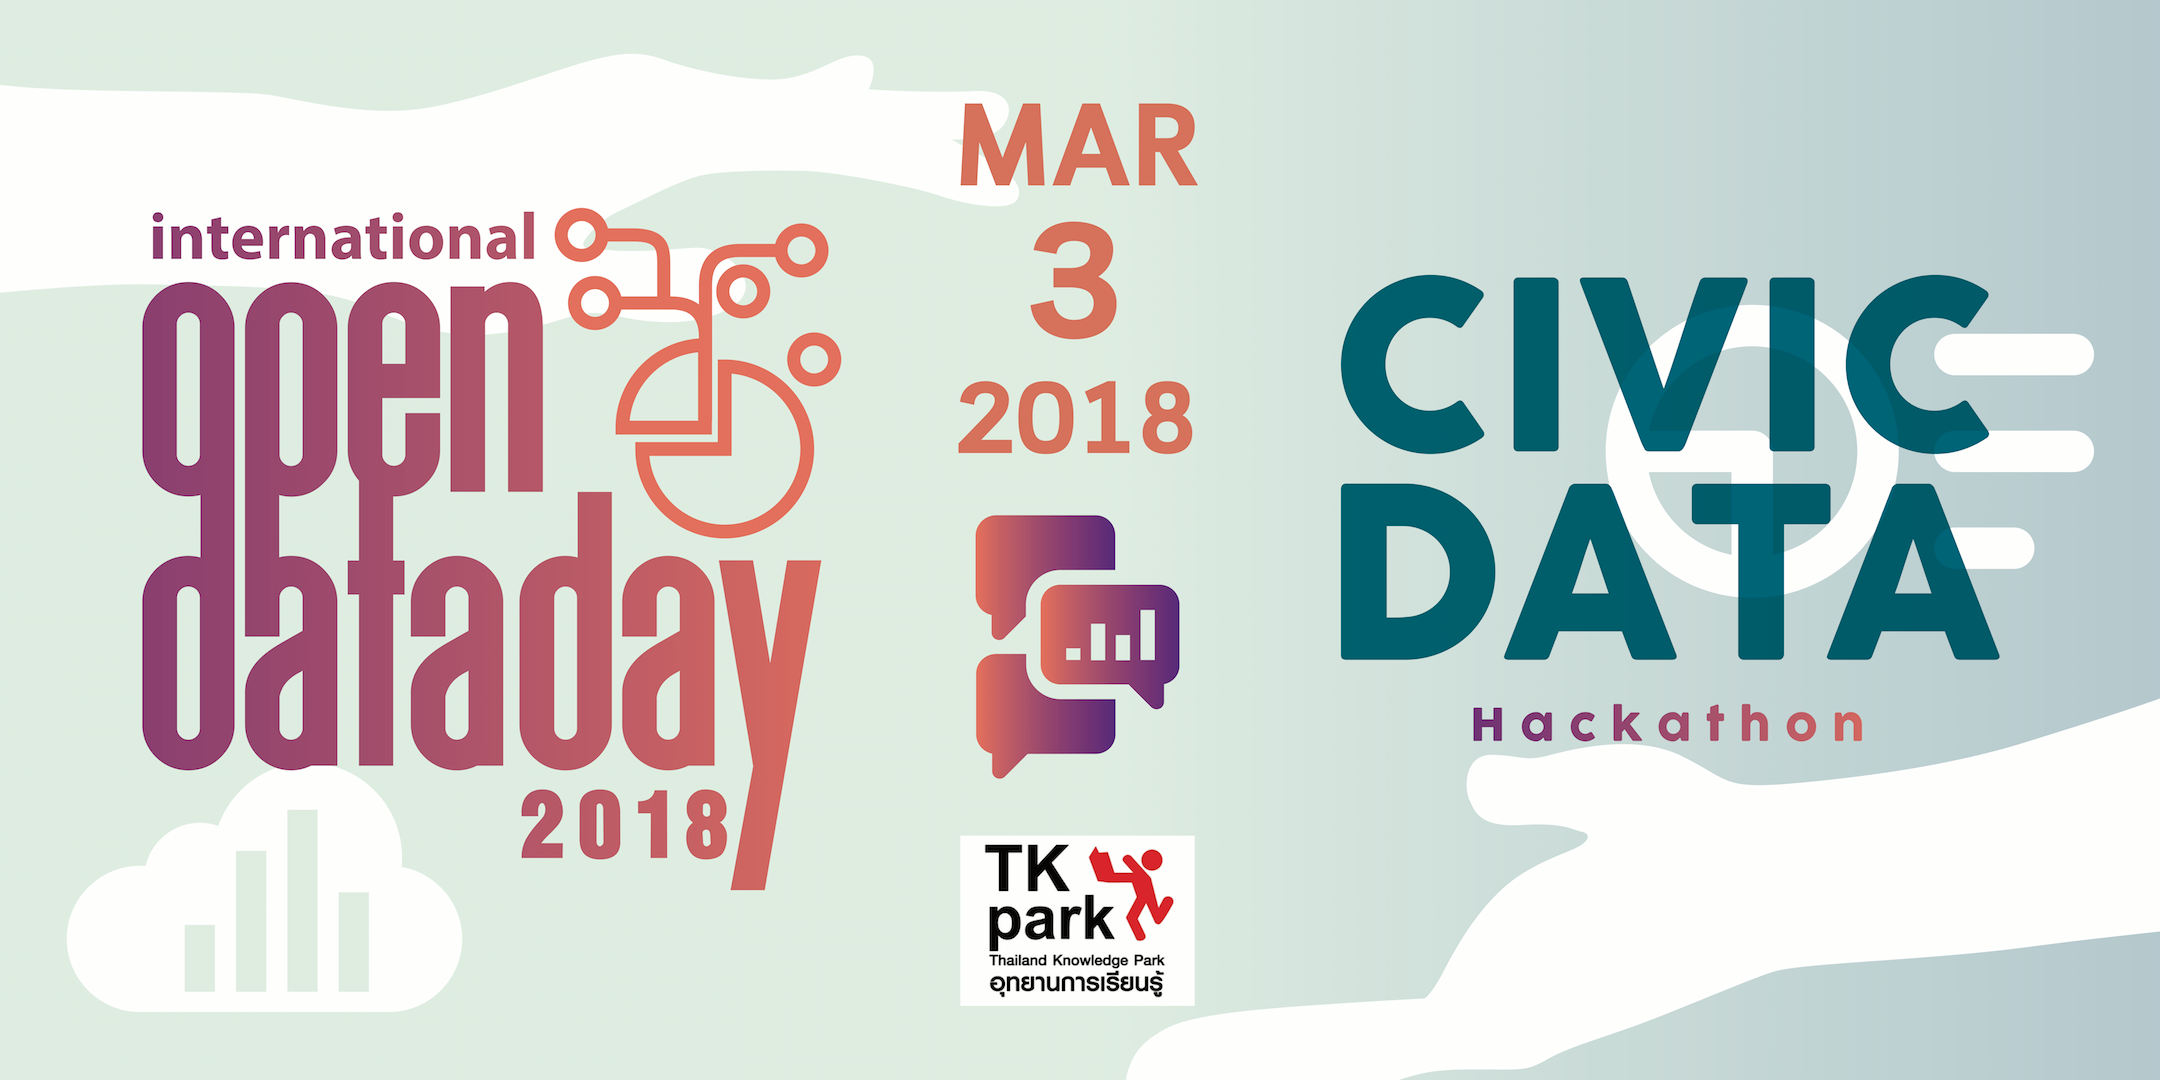 international
open
dataday
2018
MAR
3
2018
TK
park
Thailand Knowledge Park
อุทยานการเรียนรู้
CIVIC
DATA
Hackathon